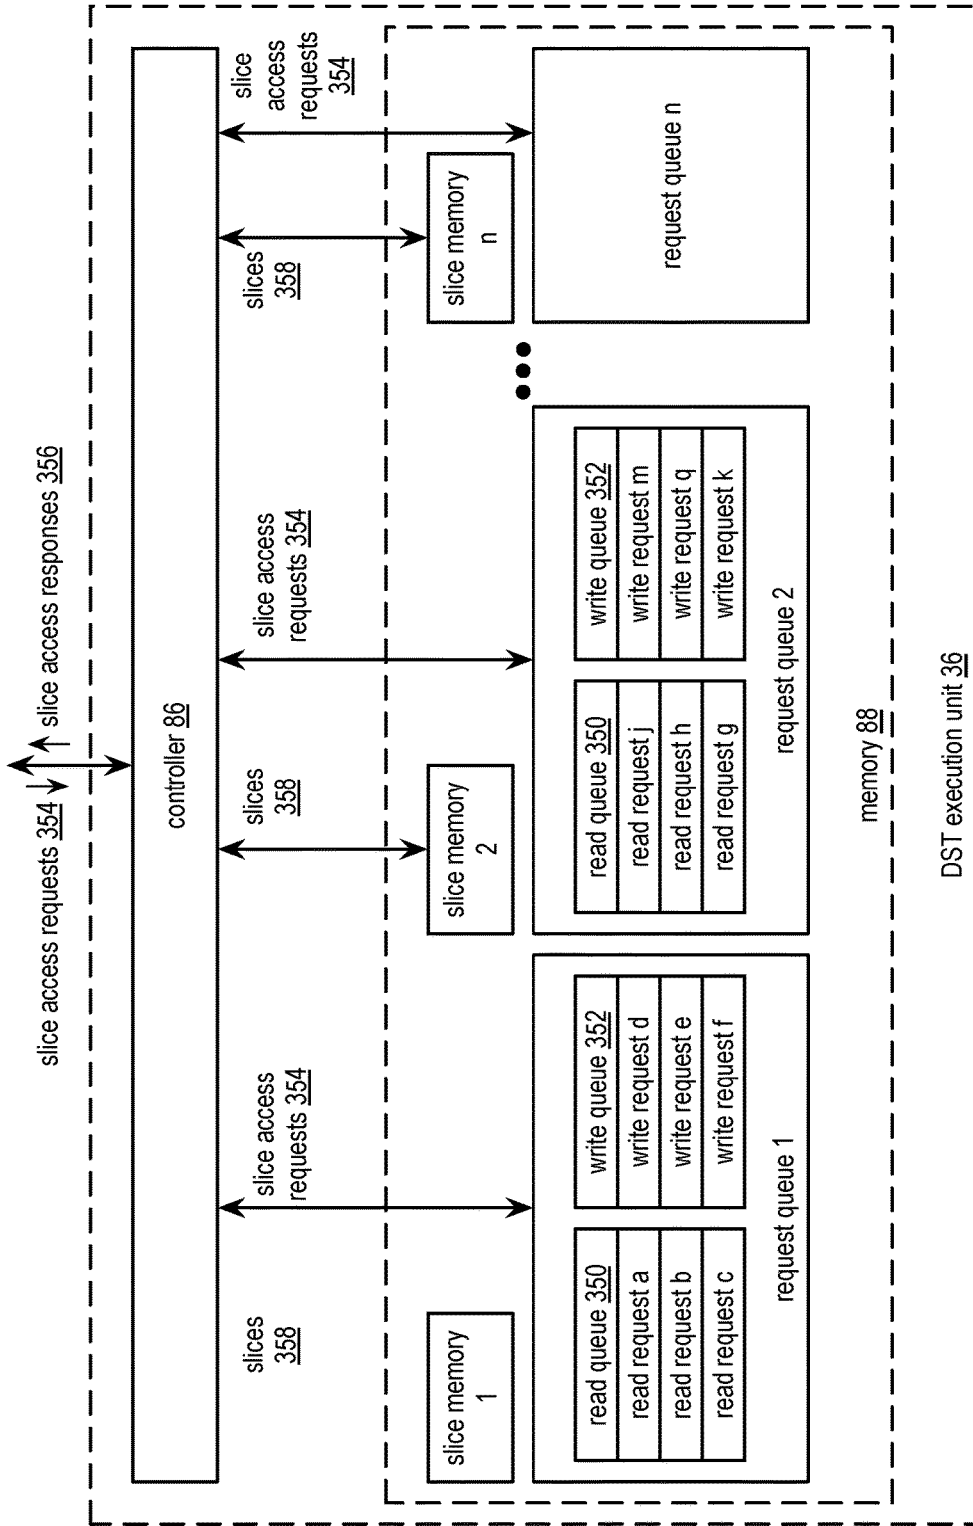 slice access requests 354
slice access responses 356
controller 86
slices
358
slice access
requests 354
slices
358
slice access
requests 354
slices
358
slice
access
requests
354
slice memory
1
slice memory
2
slice memory
n
read queue 350
read request a
read request b
read request c
write queue 352
write request d
write request e
write request f
request queue 1
read queue 350
read request j
read request h
read request g
write queue 352
write request m
write request q
write request k
request queue 2
request queue n
memory 88
DST execution unit 36